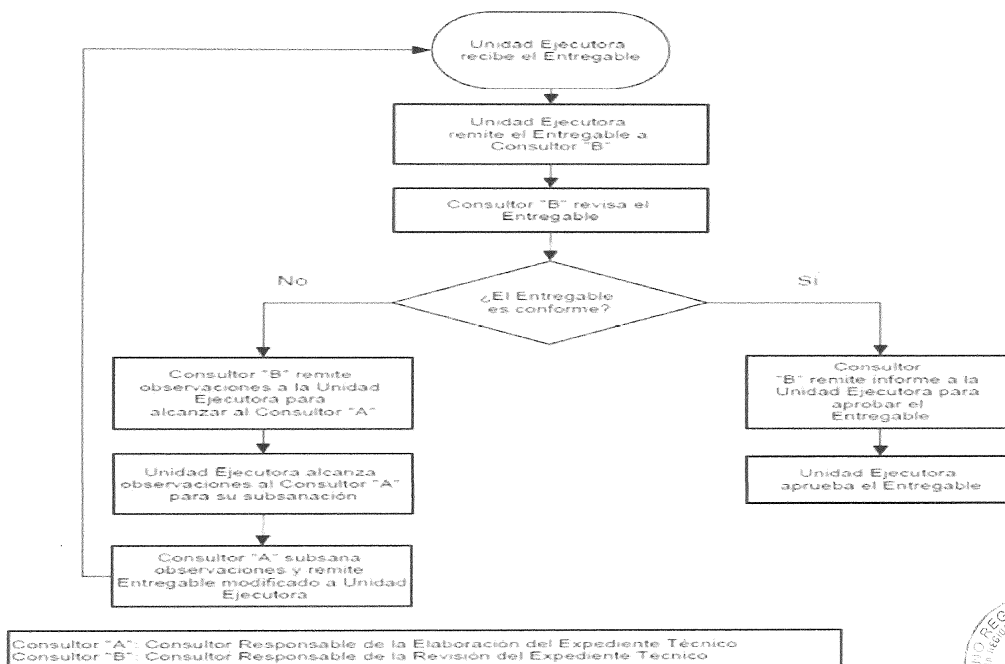 Unidad Ejecutora
recibe el Entregable
Unidad Ejecutora
remite el Entregable a
Consultor "B"
Consultor "B" revisa el
Entregable
¿El Entregable
es conforme?
No
Sí
Consultor "B" remite
observaciones a la Unidad
Ejecutora para
alcanzar al Consultor "A"
Unidad Ejecutora alcanza
observaciones al Consultor "A"
para su subsanación
Consultor "A" subsana
observaciones y remite
Entregable modificado a Unidad
Ejecutora
Consultor
"B" remite informe a la
Unidad Ejecutora para
aprobar el
Entregable
Unidad Ejecutora
aprueba el Entregable
Consultor "A": Consultor Responsable de la Elaboración del Expediente Técnico
Consultor "B": Consultor Responsable de la Revisión del Expediente Técnico